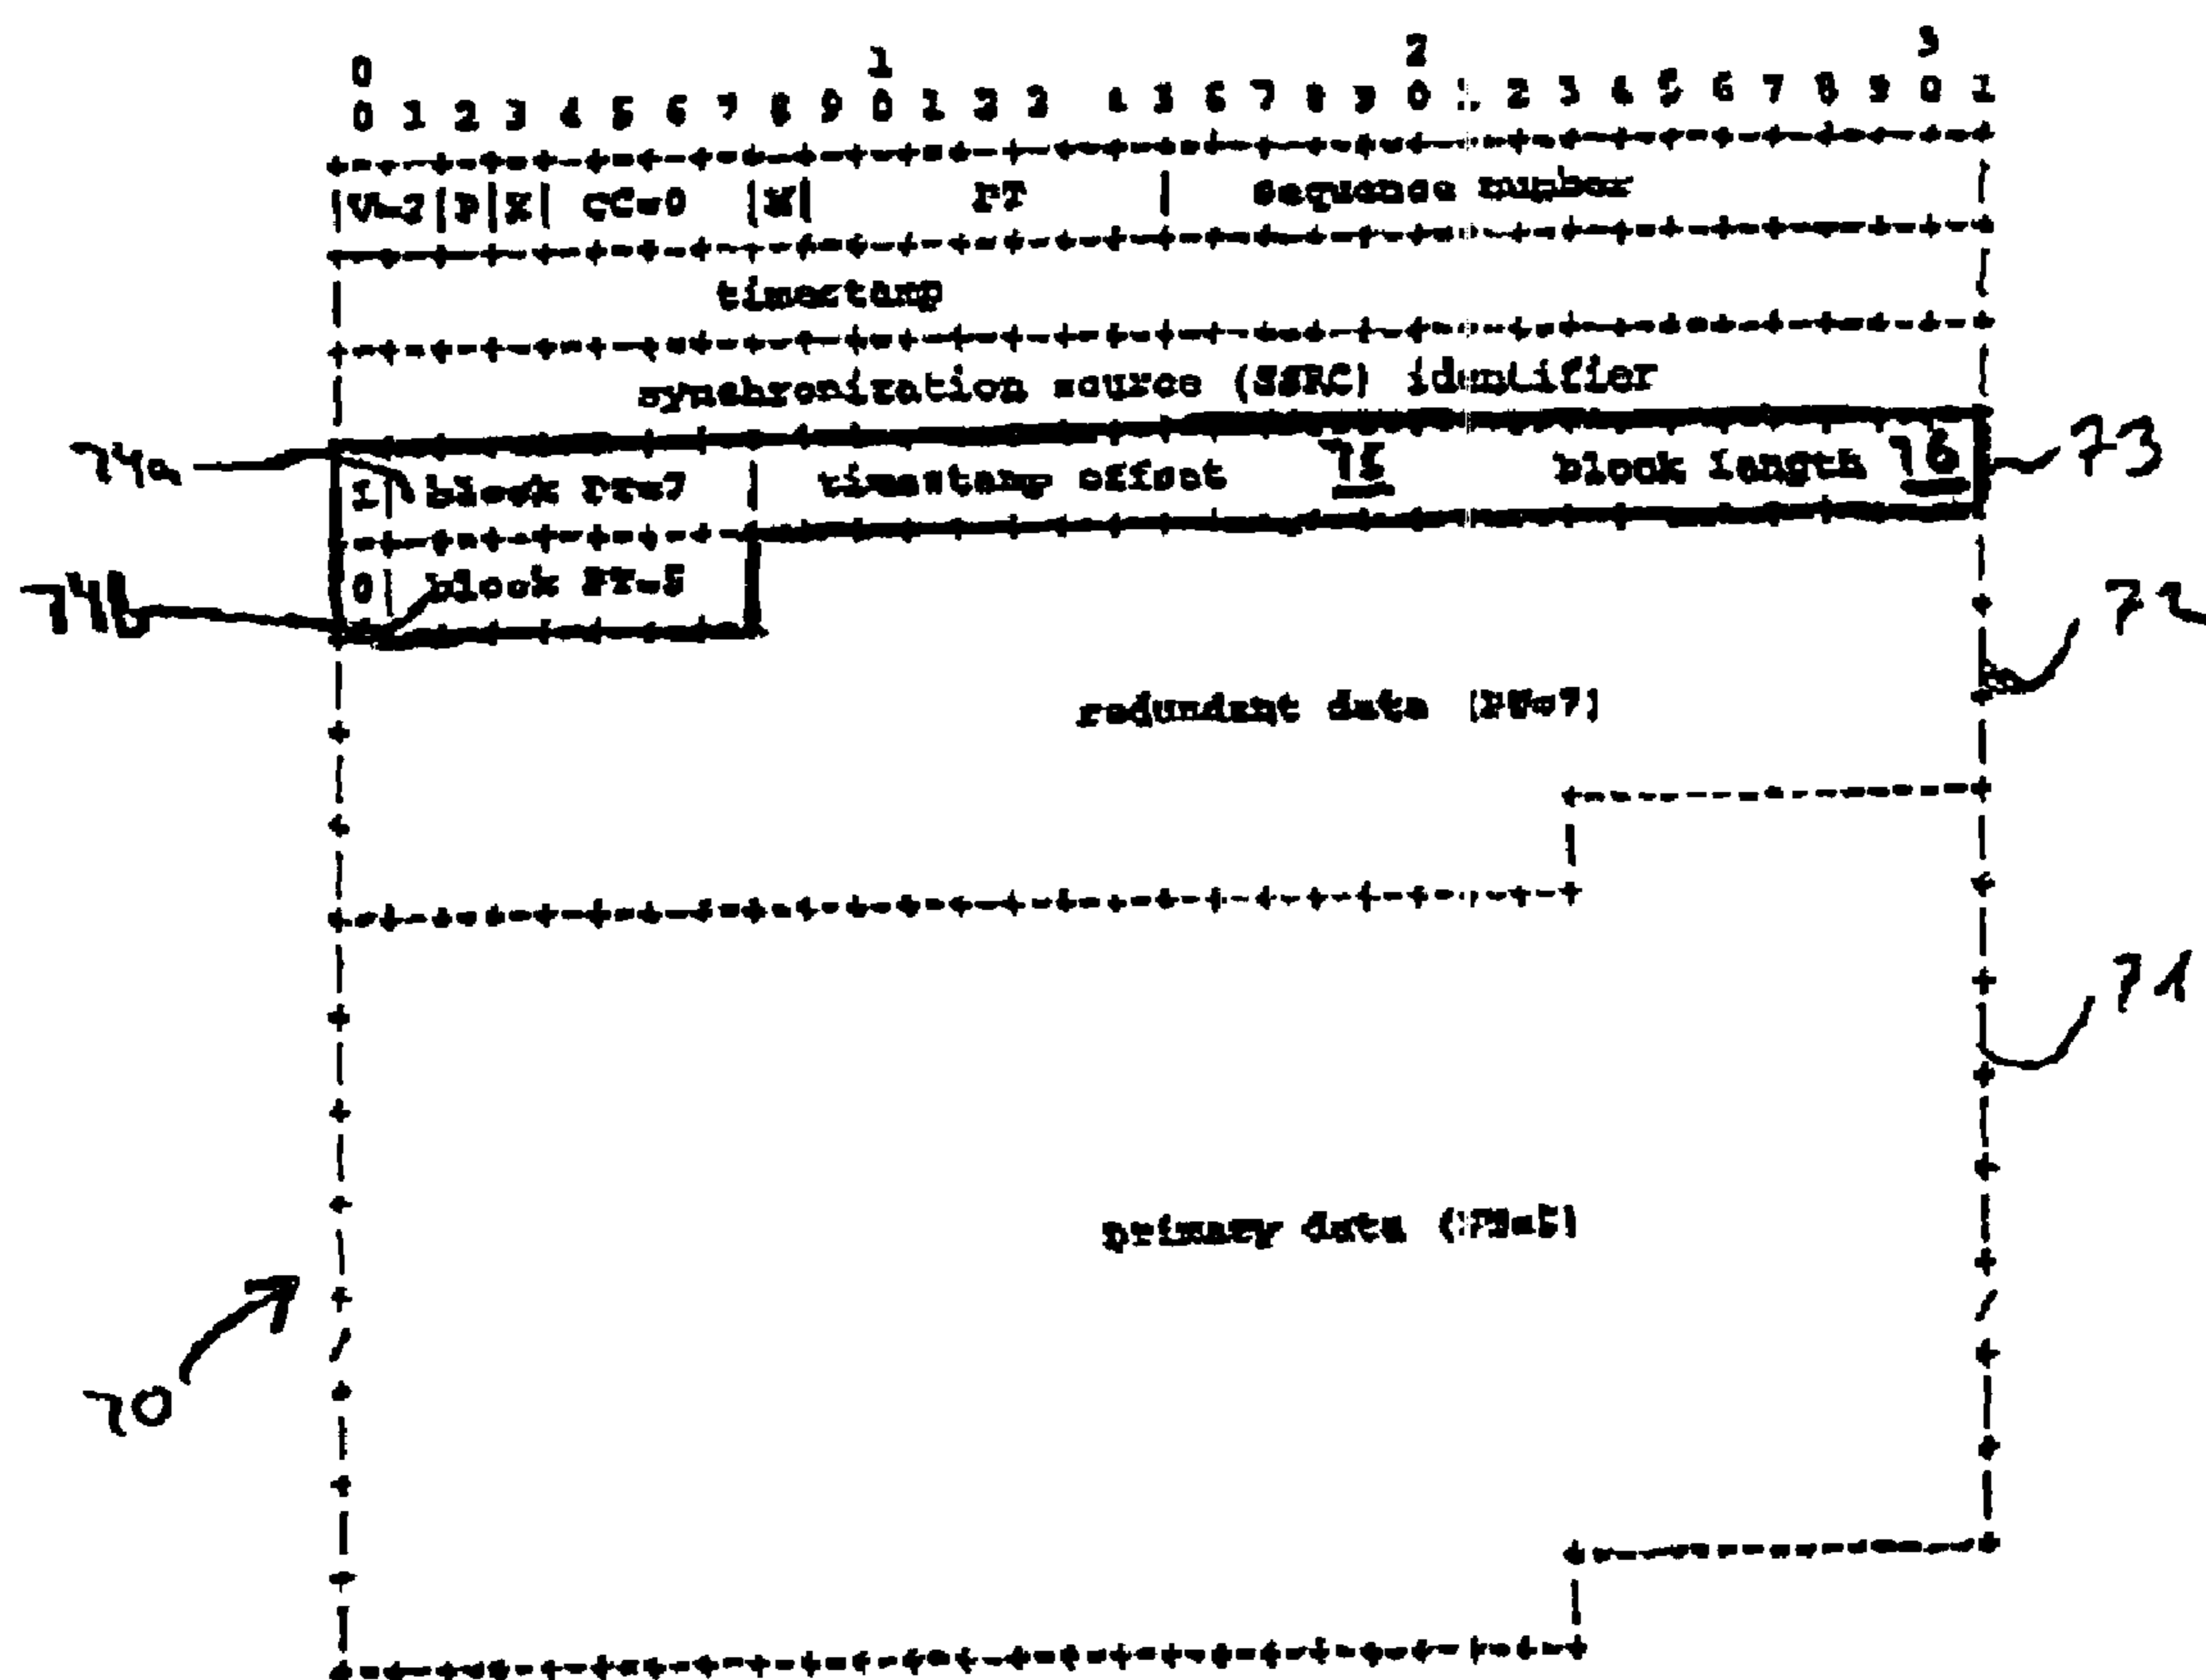 0 1 2 3
0 1 2 3 4 5 6 7 8 9 0 1 2 3 4 5 6 7 8 9 0 1 2 3 4 5 6 7 8 9 0 1
|V=2|P|X| CC=0 |M| PT | sequence number |
timestamp
synchronization source (SSRC) identifier
74a 1| block PT=7 | timestamp offset 75 block length 76 73
74b 0| block PT=5 72
redundant data (PT=7)
71
primary data (PT=5)
70